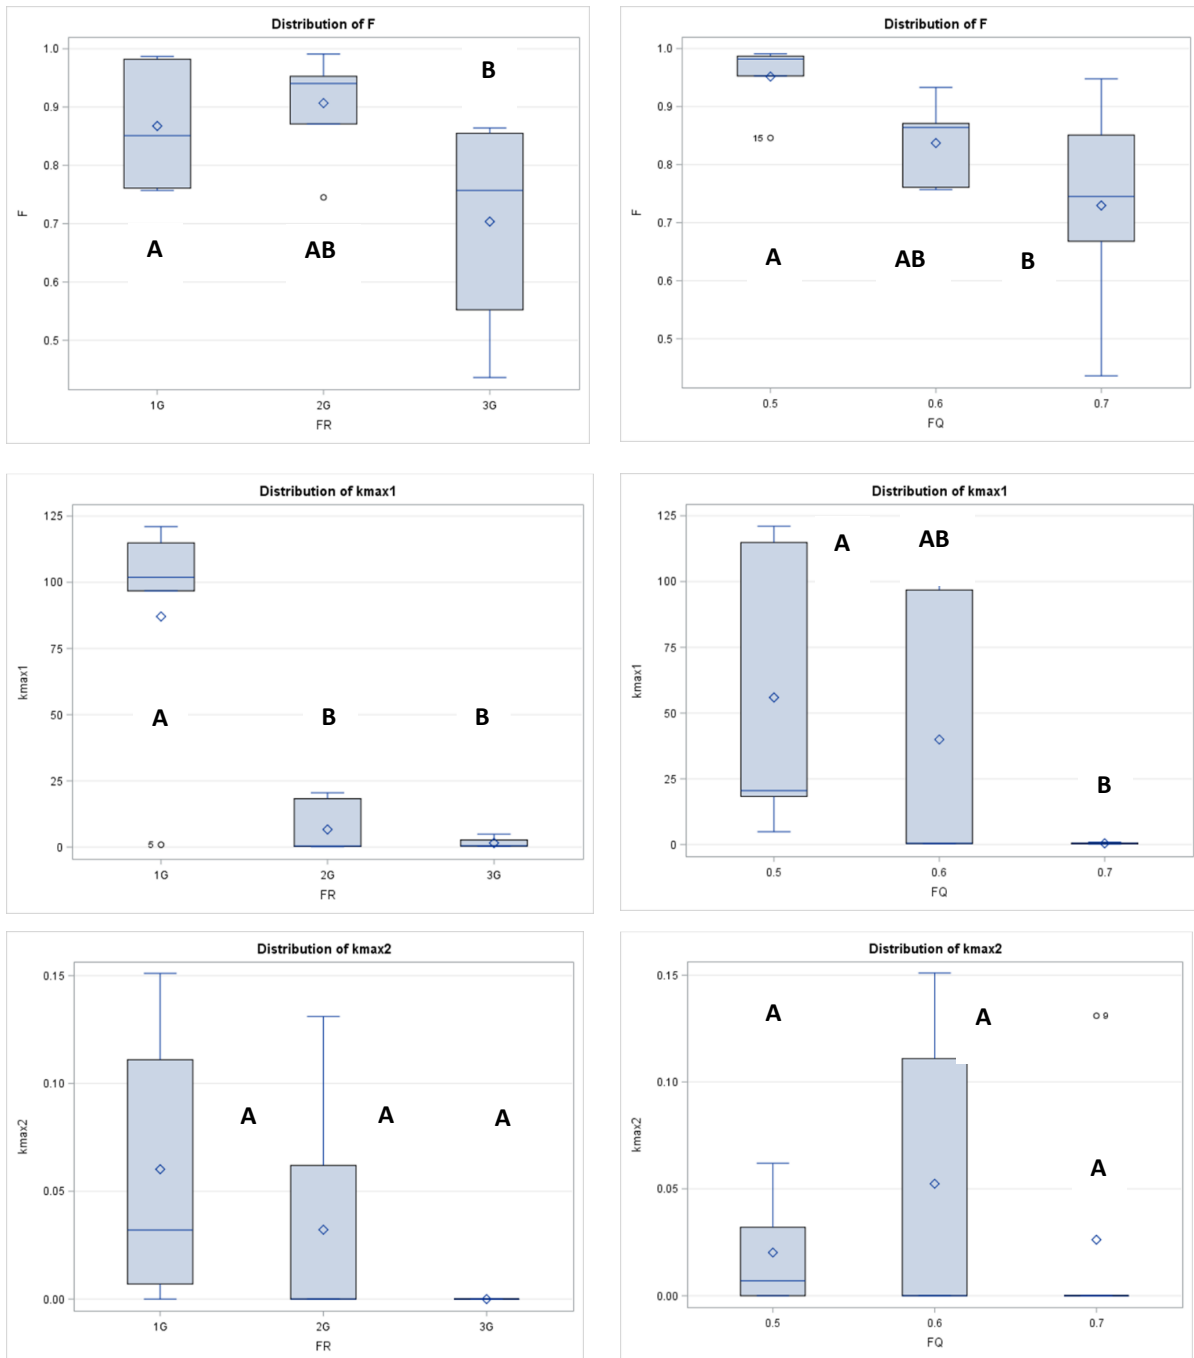 Distribution of F
1.0
B
0.9
0.8
0.7
F
A
AB
0.6
0.5
1G 2G 3G
FR
Distribution of F
1.0
0.9
15
0.8
0.7
F
A
AB
B
0.6
0.5
0.5 0.6 0.7
FQ
Distribution of kmax1
125
100
75
kmax1
50
A
B
B
25
5
0
1G 2G 3G
FR
Distribution of kmax1
125
A
AB
100
75
kmax1
50
25
B
0
0.5 0.6 0.7
FQ
Distribution of kmax2
0.15
0.10
A
A
A
kmax2
0.05
0.00
1G 2G 3G
FR
Distribution of kmax2
0.15
A
A
9
0.10
kmax2
A
0.05
0.00
0.5 0.6 0.7
FQ